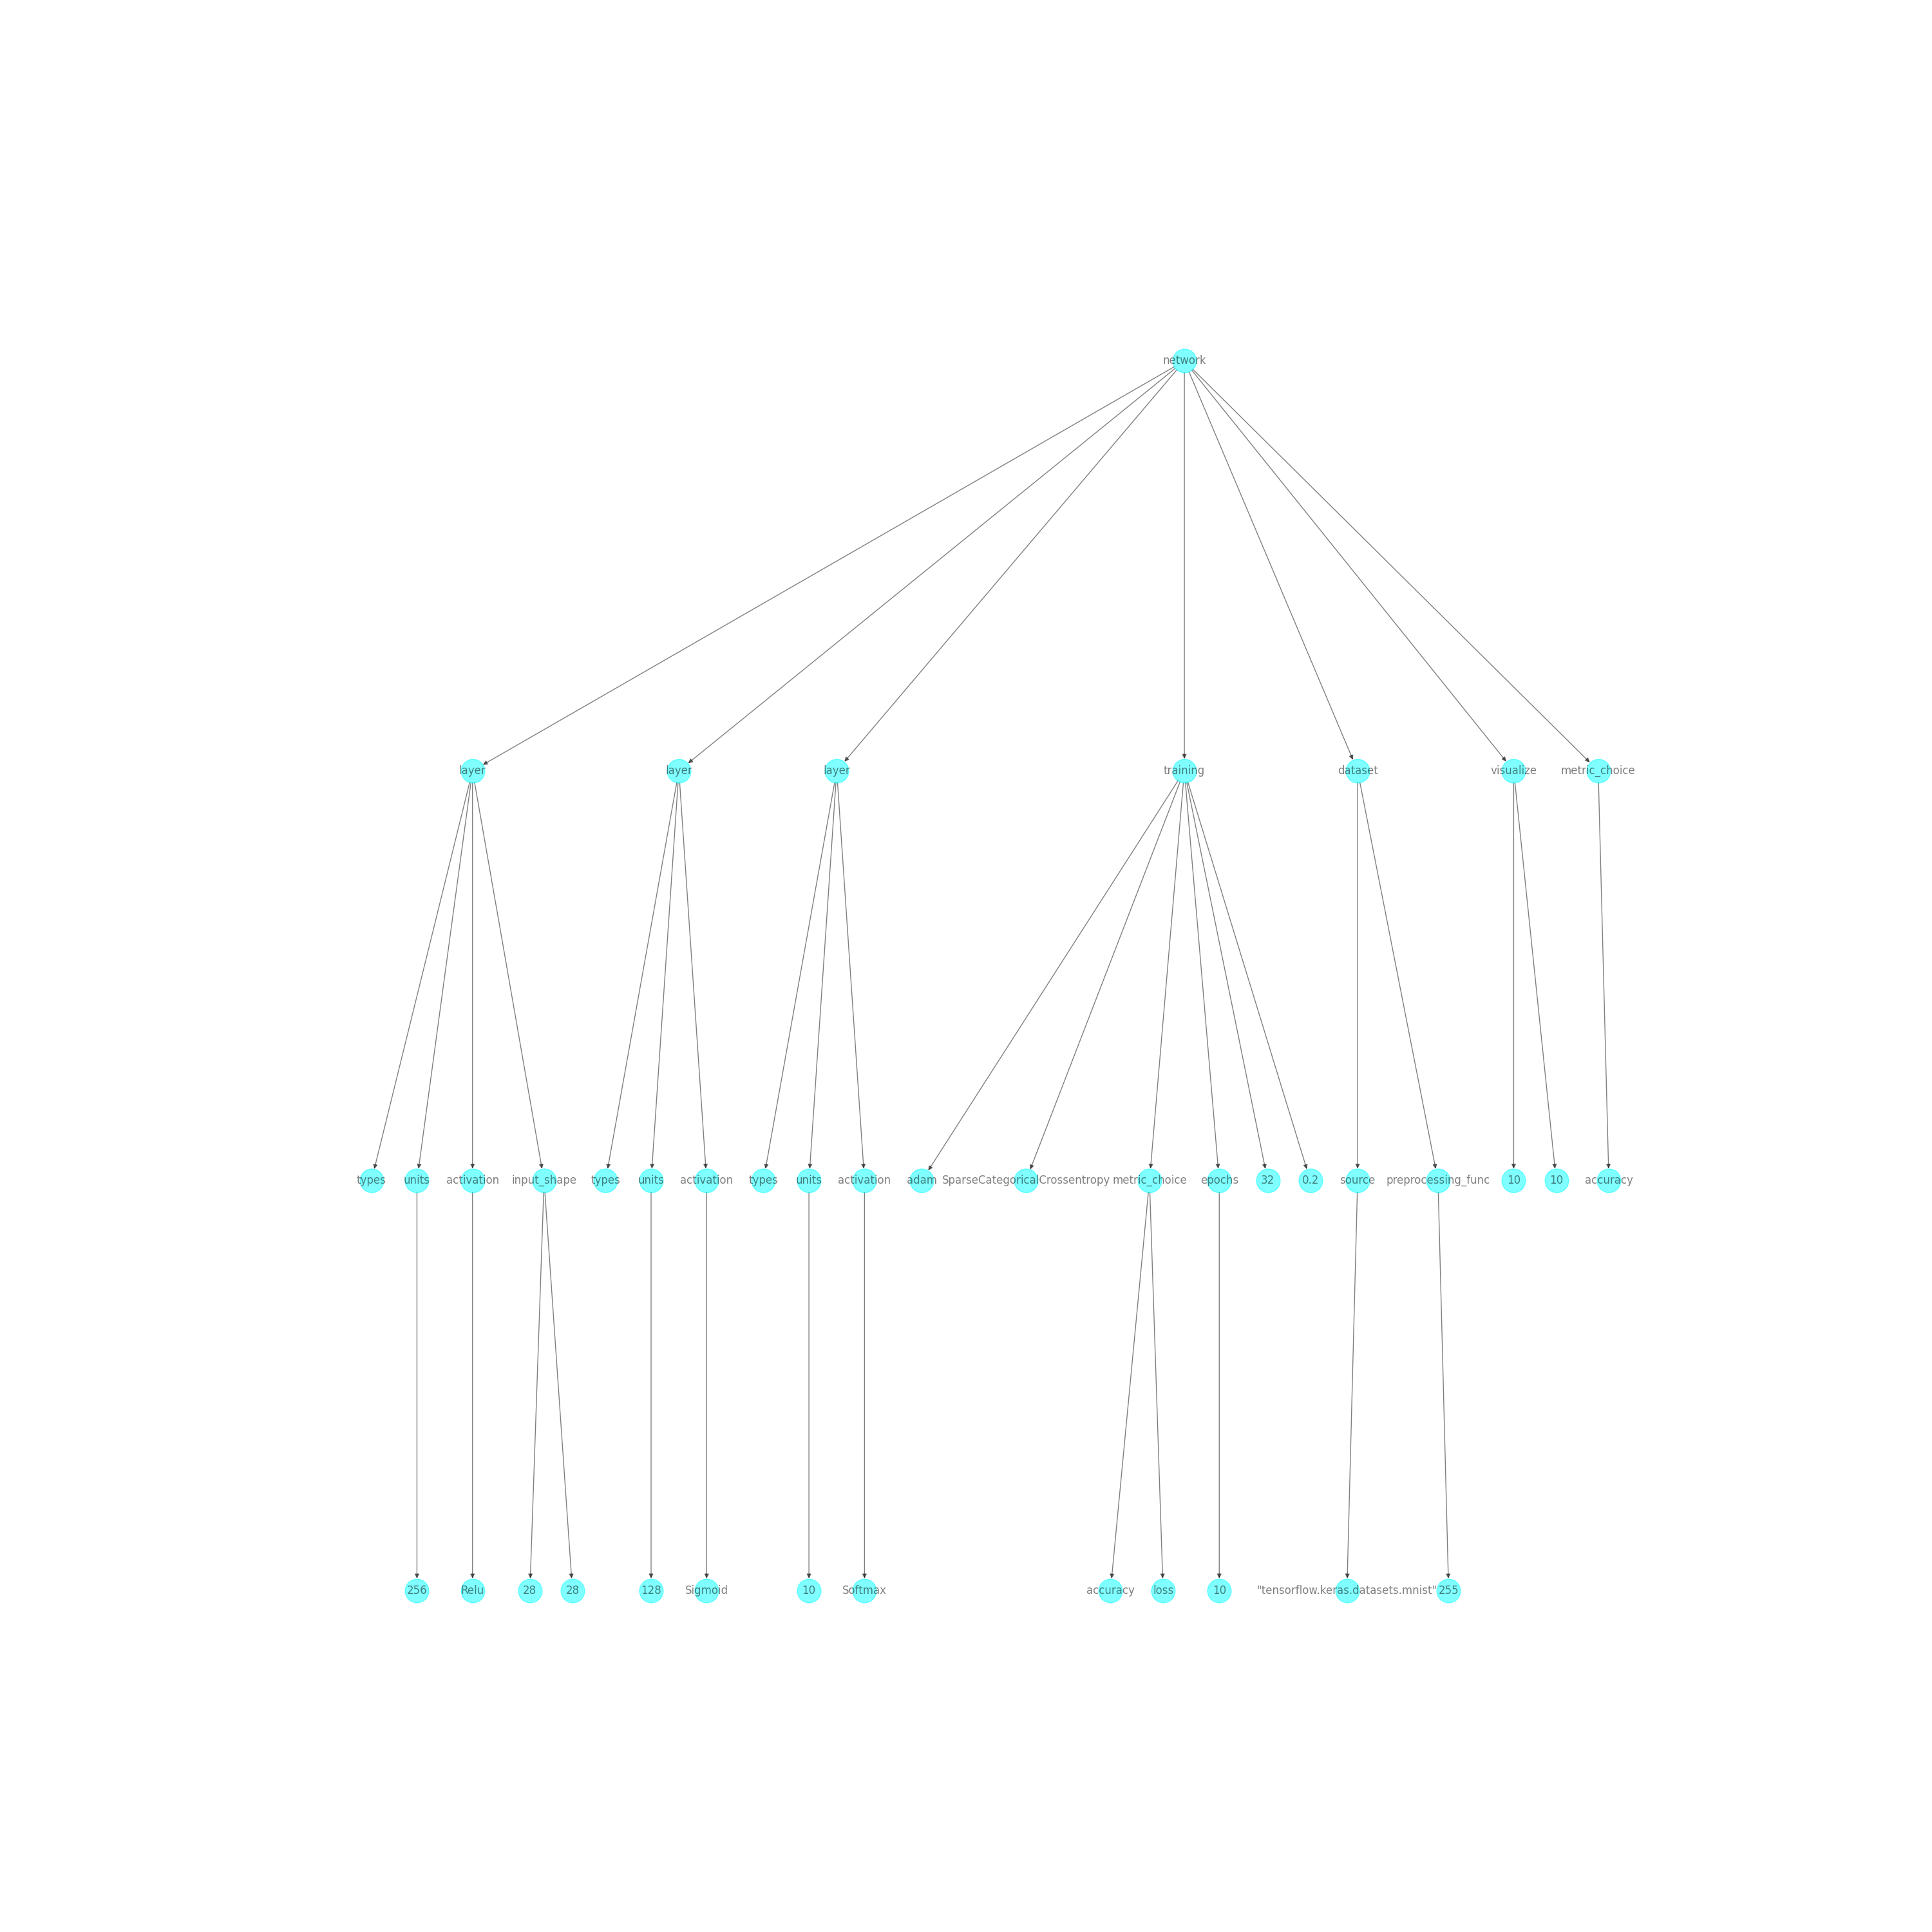 network
layer layer layer training dataset visualize metric_choice
types units activation input_shape types units activation types units activation adam SparseCategoricalCrossentropy metric_choice epochs 32 0.2 source preprocessing_func 10 10 accuracy
256 Relu 28 28 128 Sigmoid 10 Softmax accuracy loss 10 "tensorflow.keras.datasets.mnist" 255